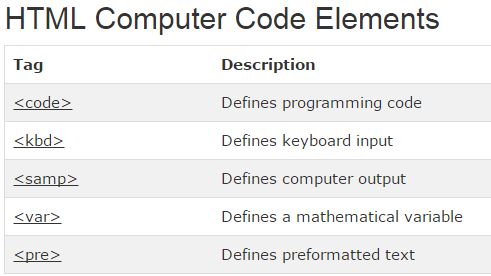 HTML Computer Code Elements
Tag Description
<code> Defines programming code
<kbd> Defines keyboard input
<samp> Defines computer output
<var> Defines a mathematical variable
<pre> Defines preformatted text